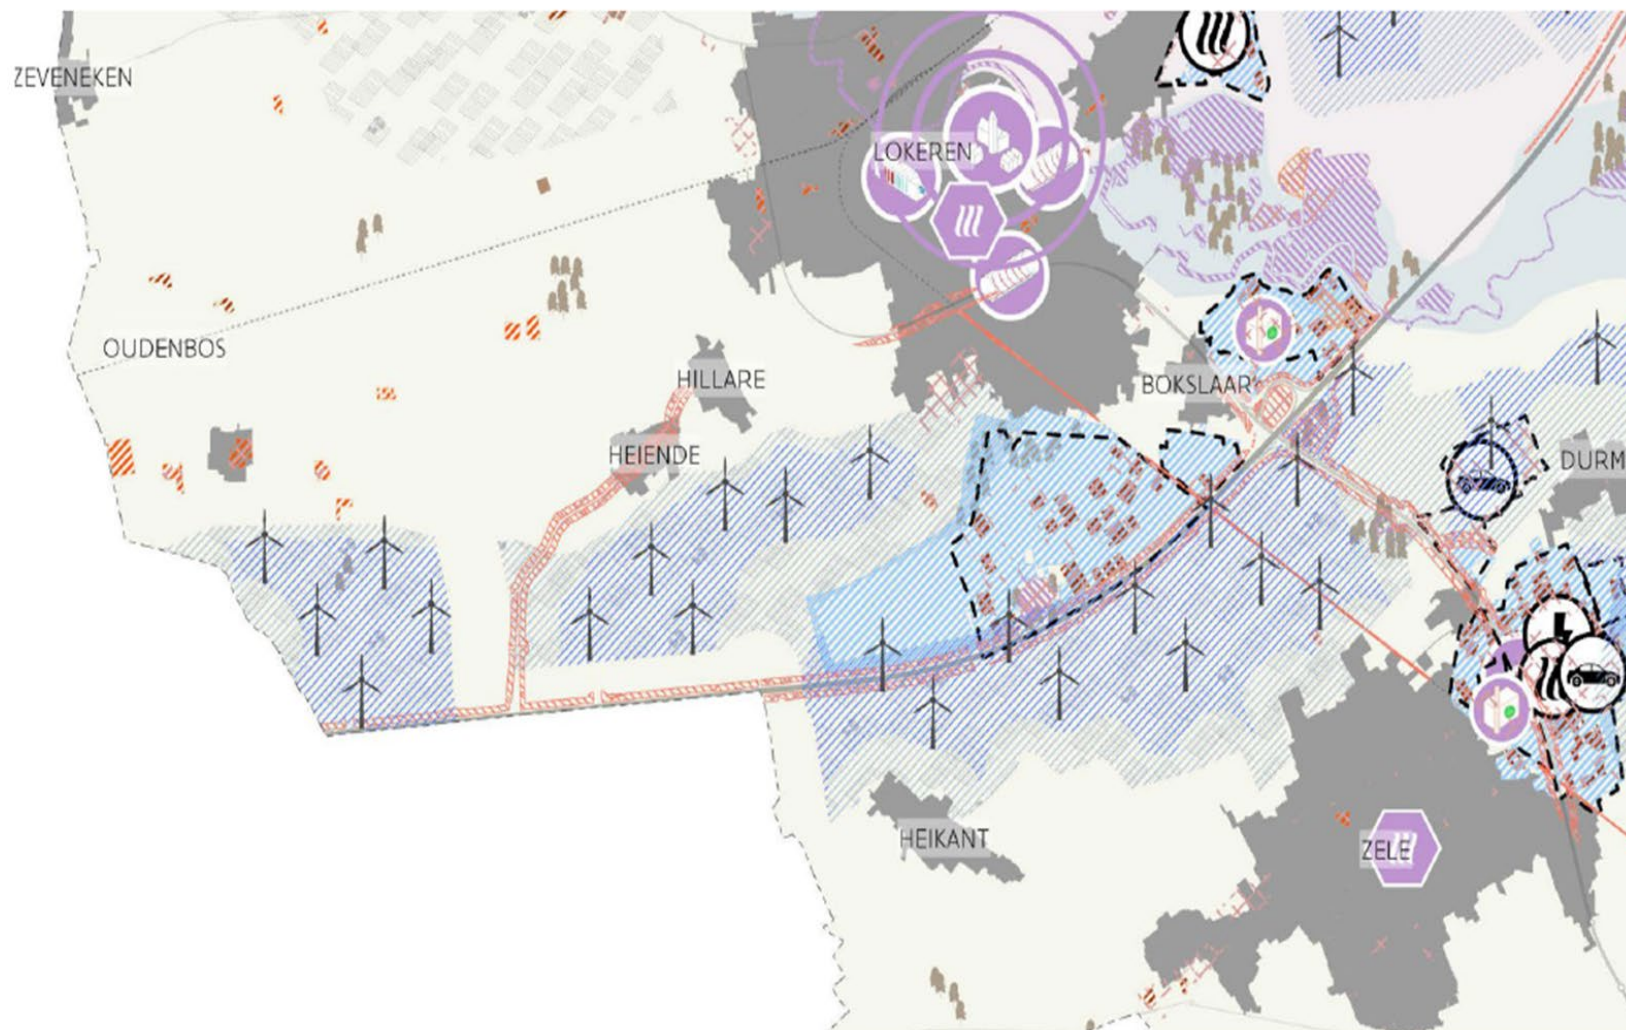 ZEVENEKEN
LOKEREN
OUDENBOS
HILLARE
BOKSLAAR
HEIENDE
DURM
HEIKANT
ZELE